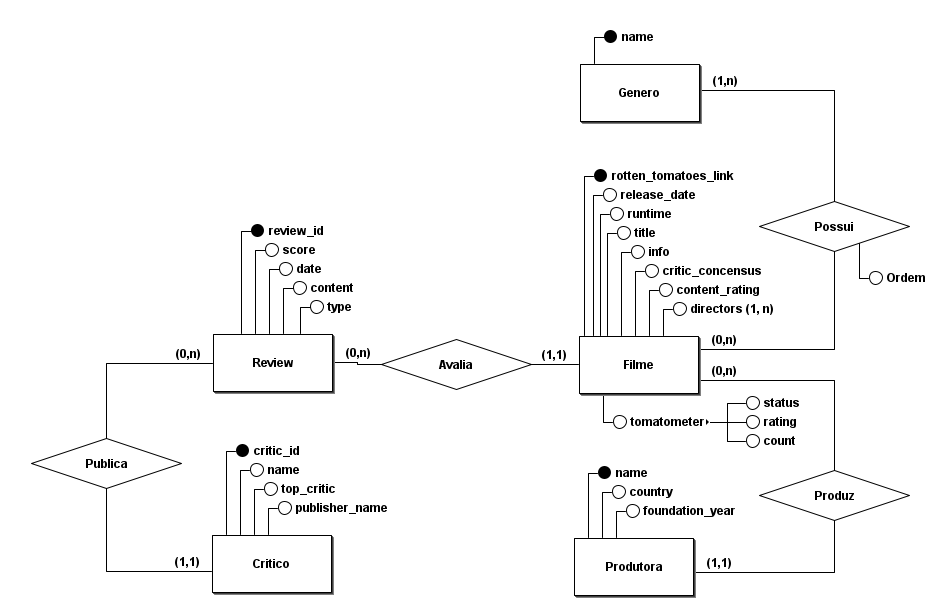 name
Genero
(1,n)
Possui
Ordem
rotten_tomatoes_link
release_date
runtime
title
info
critic_concensus
content_rating
directors (1, n)
Filme
(0,n)
(0,n)
tomatometer
status
rating
count
review_id
score
date
content
type
Review
(0,n)
(0,n)
Avalia
(1,1)
Publica
critic_id
name
top_critic
publisher_name
Critico
(1,1)
name
country
foundation_year
Produtora
(1,1)
Produz